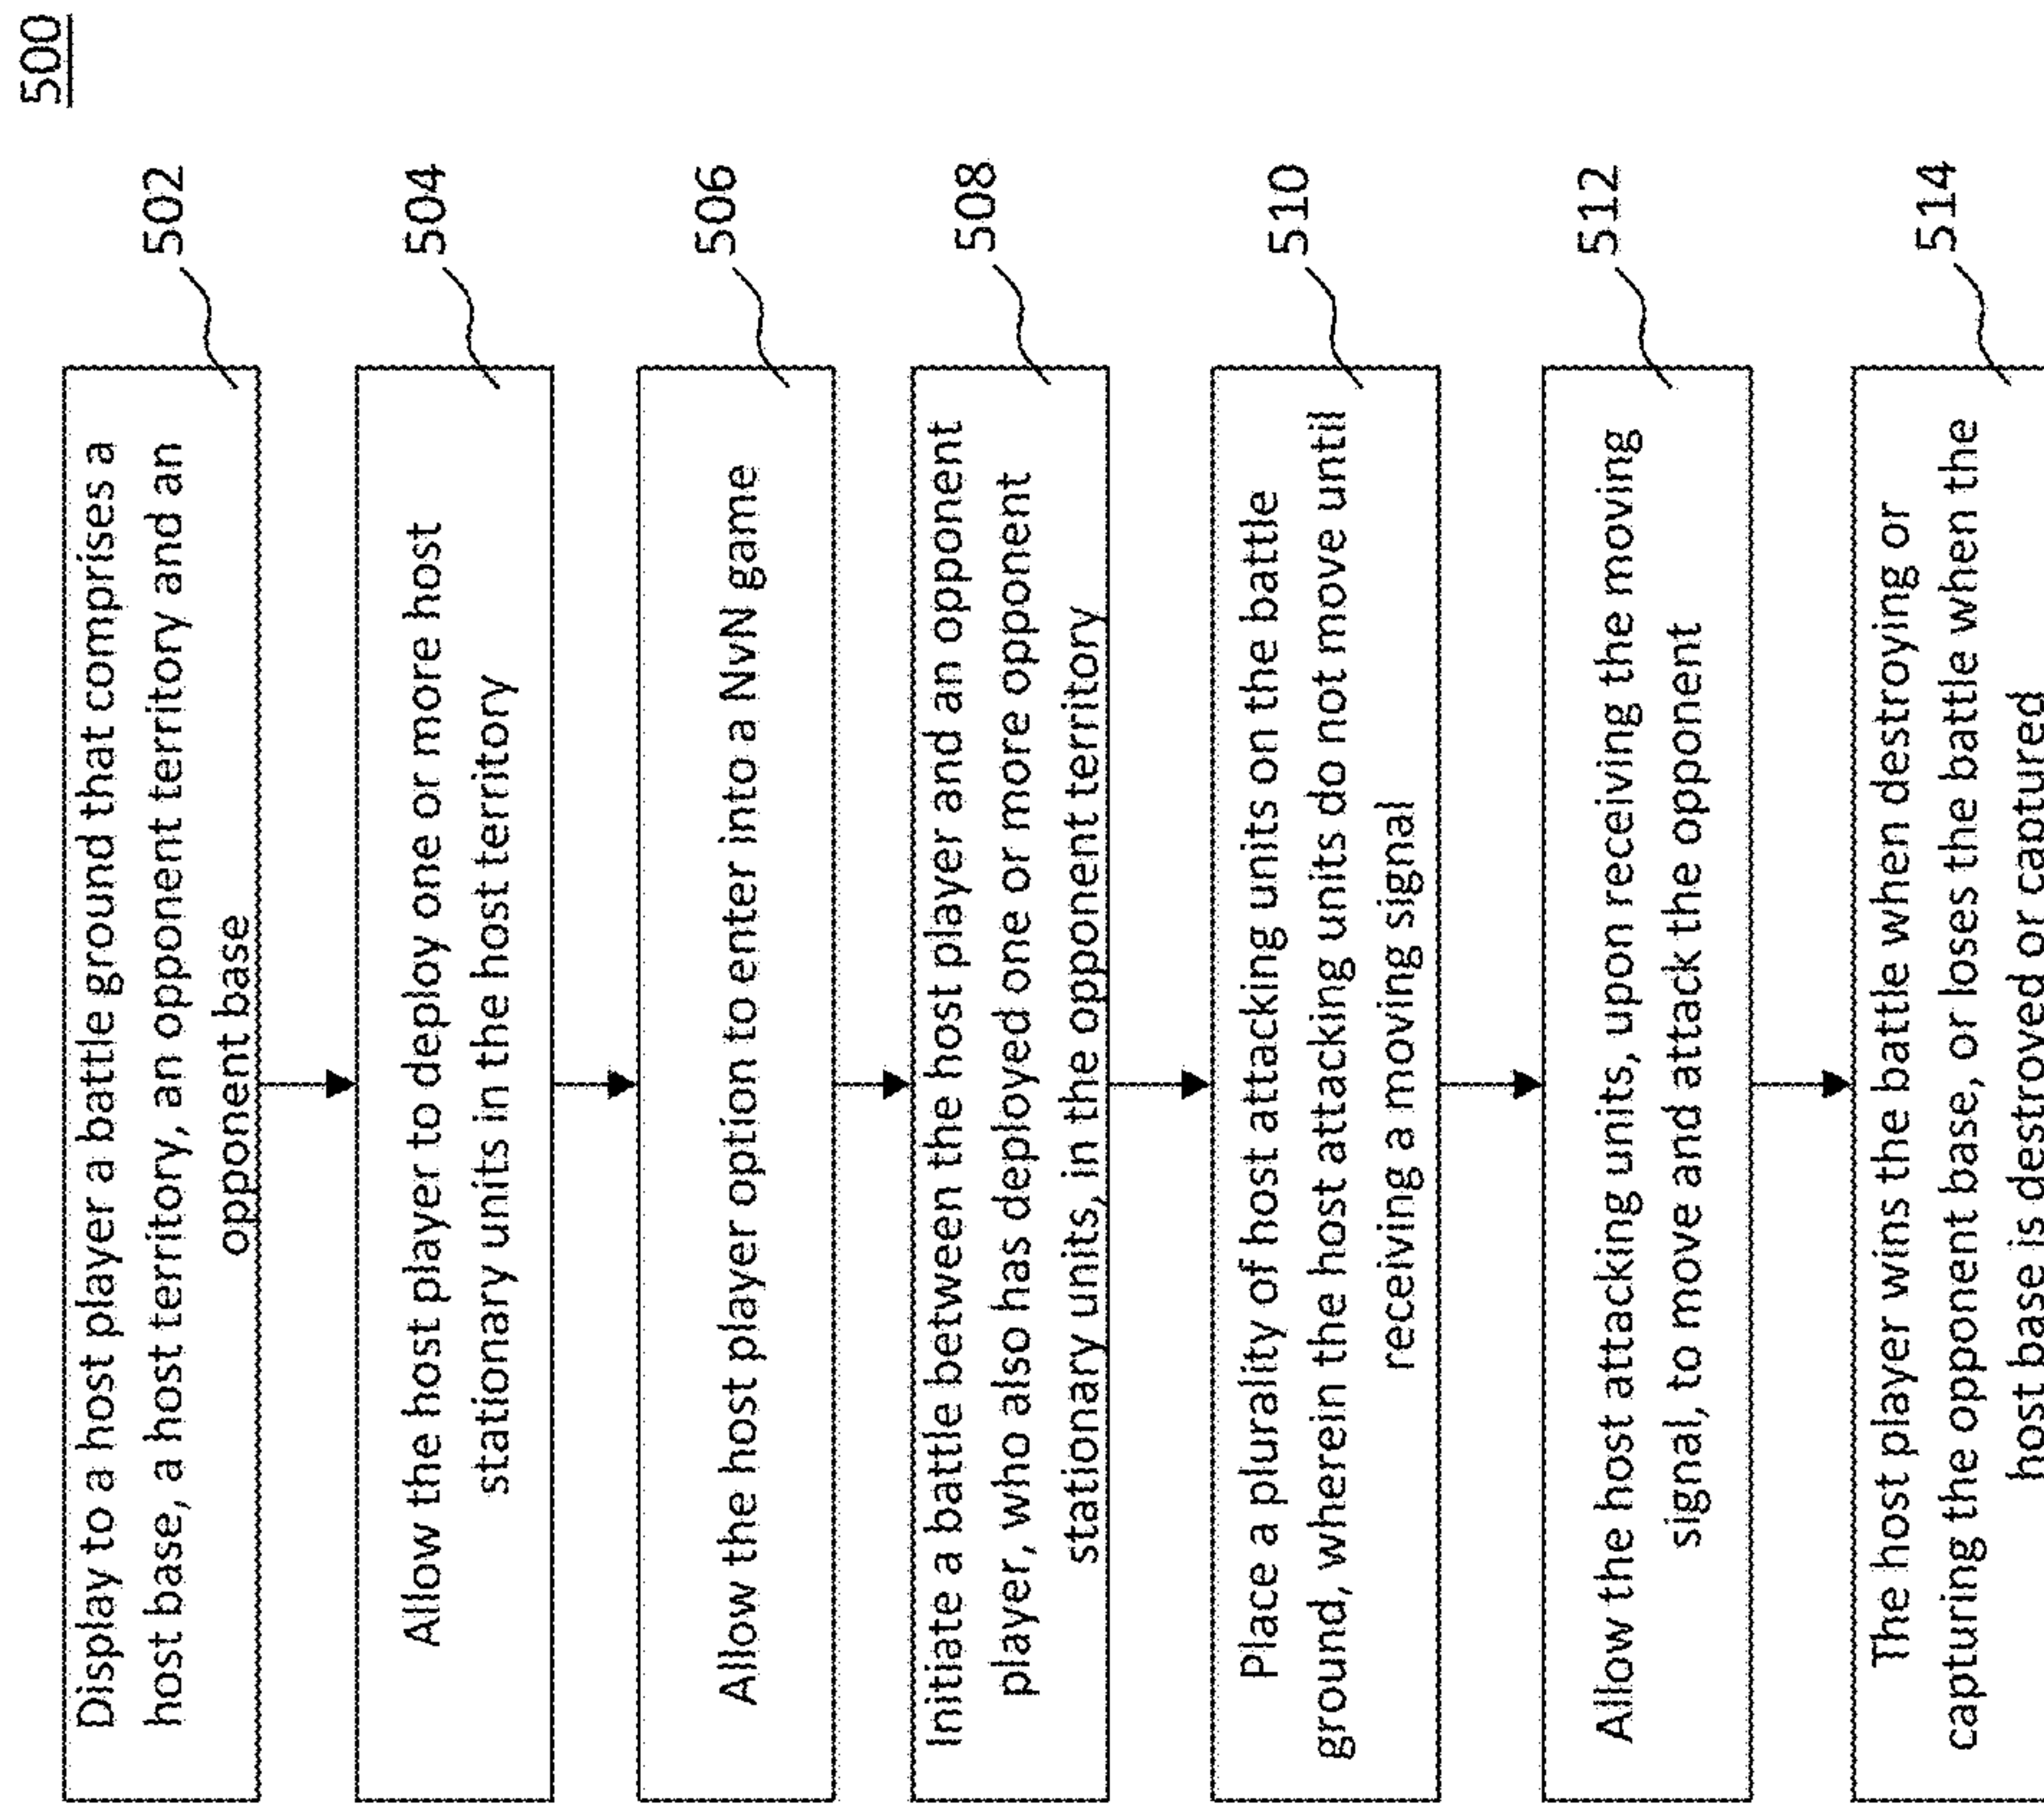 500
Display to a host player a battle ground that comprises a
host base, a host territory, an opponent territory and an
opponent base
502
Allow the host player to deploy one or more host
stationary units in the host territory
504
Allow the host player option to enter into a NvN game
506
Initiate a battle between the host player and an opponent
player, who also has deployed one or more opponent
stationary units, in the opponent territory
508
Place a plurality of host attacking units on the battle
ground, wherein the host attacking units do not move until
receiving a moving signal
510
Allow the host attacking units, upon receiving the moving
signal, to move and attack the opponent
512
The host player wins the battle when destroying or
capturing the opponent base, or loses the battle when the
host base is destroyed or captured
514